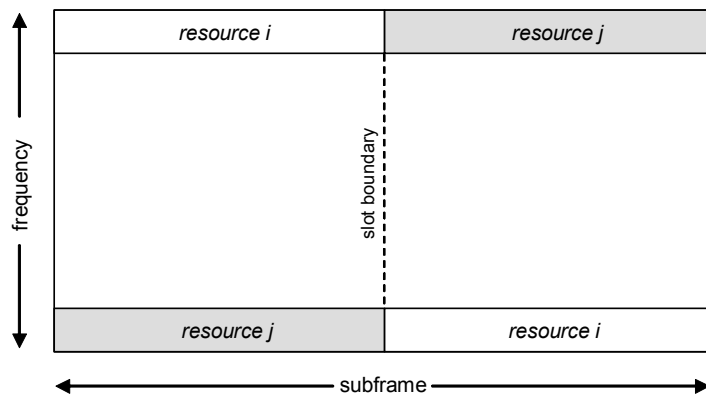 resource i
resource j
frequency
slot boundary
resource j
resource i
subframe